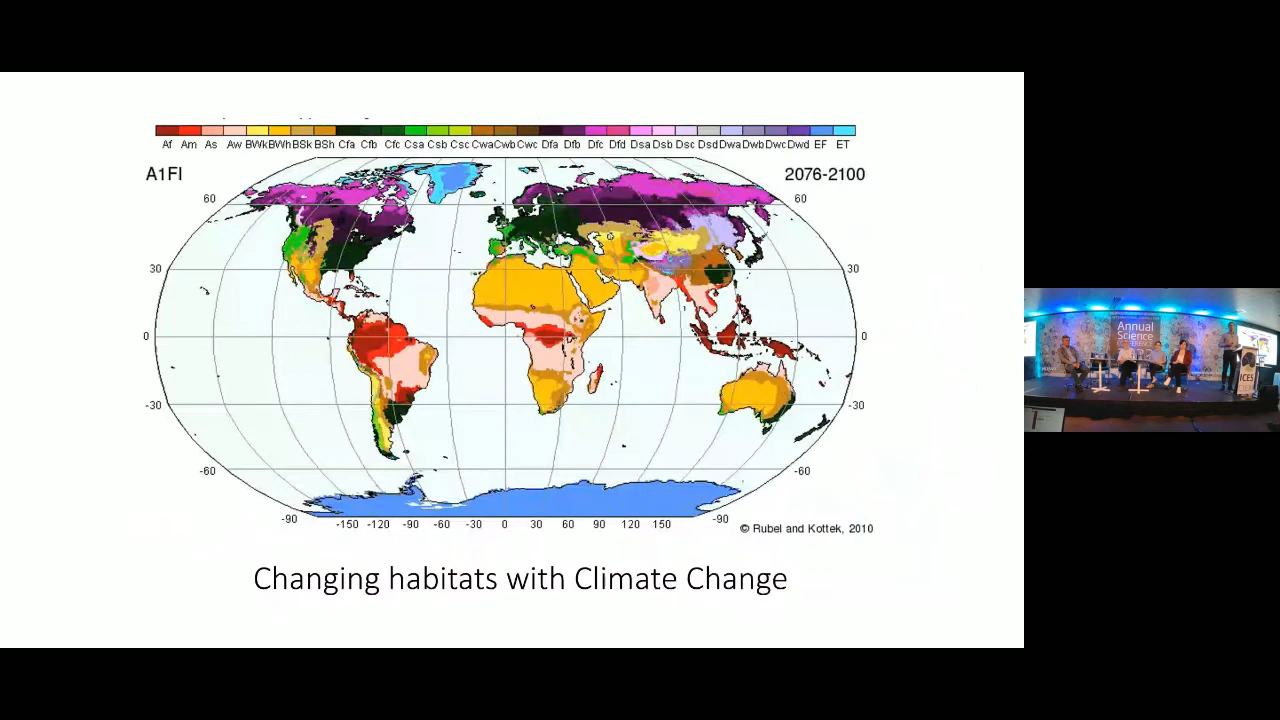 Af Am As Aw BWk BWh BSk BSh Cfa Cfb Cfc Csa Csb Csc Cwa Cwb Cwc Dfa Dfb Dfc Dfd Dsa Dsb Dsc Dsd Dwa Dwb Dwc Dwd EF ET
A1FI 2076-2100
60 60
30 30
0 0
-30 -30
-60 -60
-90 -150 -120 -90 -60 -30 0 30 60 90 120 150 -90
© Rubel and Kottek, 2010
Changing habitats with Climate Change
Annual
Science
ICES